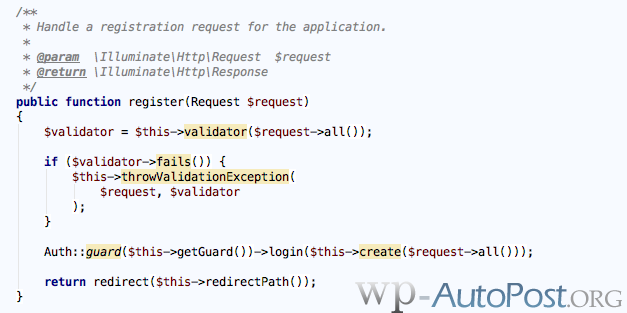 /**
 * Handle a registration request for the application.
 *
 * @param  \Illuminate\Http\Request  $request
 * @return \Illuminate\Http\Response
 */
public function register(Request $request)
{
    $validator = $this->validator($request->all());

    if ($validator->fails()) {
        $this->throwValidationException(
            $request, $validator
        );
    }

    Auth::guard($this->getGuard())->login($this->create($request->all()));

    return redirect($this->redirectPath());
}
wp-AutoPost.ORG